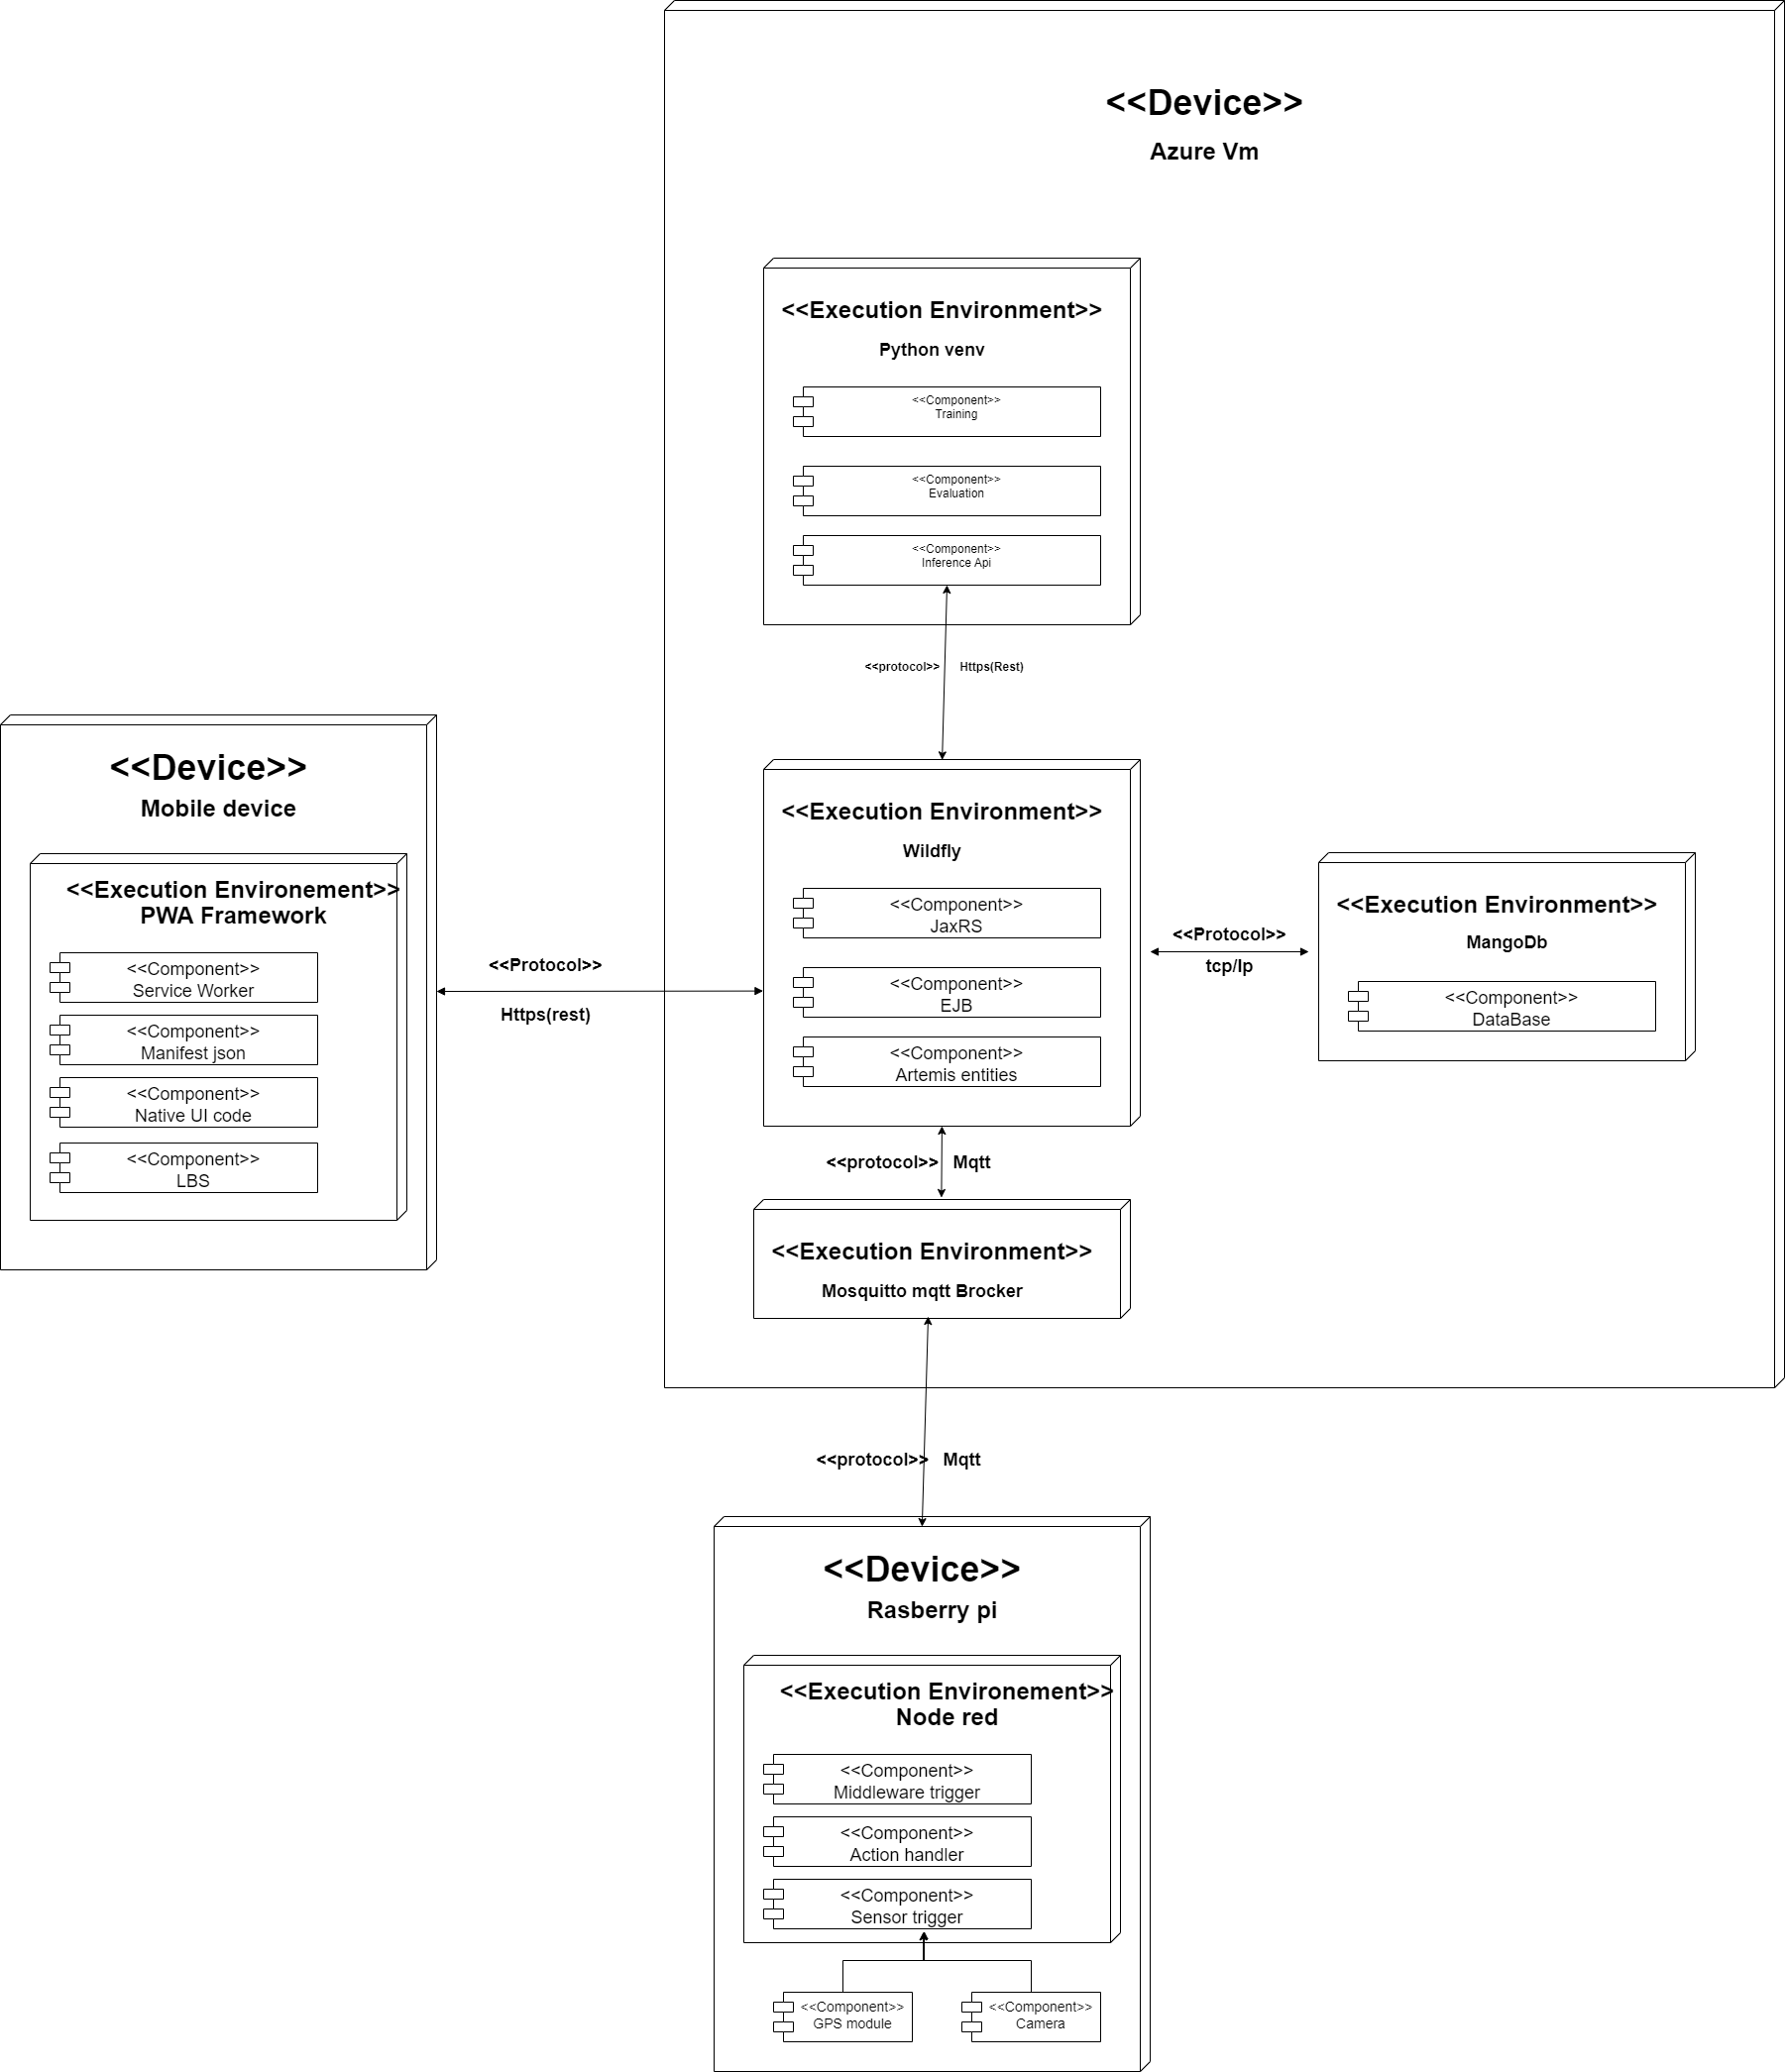 <<Device>>
Azure Vm
<<Execution Environment>>
Python venv
<<Component>>
Training
<<Component>>
Evaluation
<<Component>>
Inference Api
<<protocol>> Https(Rest)
<<Device>>
Mobile device
<<Execution Environement>>
PWA Framework
<<Component>>
Service Worker
<<Component>>
Manifest json
<<Component>>
Native UI code
<<Component>>
LBS
<<Protocol>>
Https(rest)
<<Execution Environment>>
Wildfly
<<Component>>
JaxRS
<<Component>>
EJB
<<Component>>
Artemis entities
<<Protocol>>
tcp/Ip
<<Execution Environment>>
MangoDb
<<Component>>
DataBase
<<protocol>> Mqtt
<<Execution Environment>>
Mosquitto mqtt Brocker
<<protocol>> Mqtt
<<Device>>
Rasberry pi
<<Execution Environement>>
Node red
<<Component>>
Middleware trigger
<<Component>>
Action handler
<<Component>>
Sensor trigger
<<Component>>
GPS module
<<Component>>
Camera